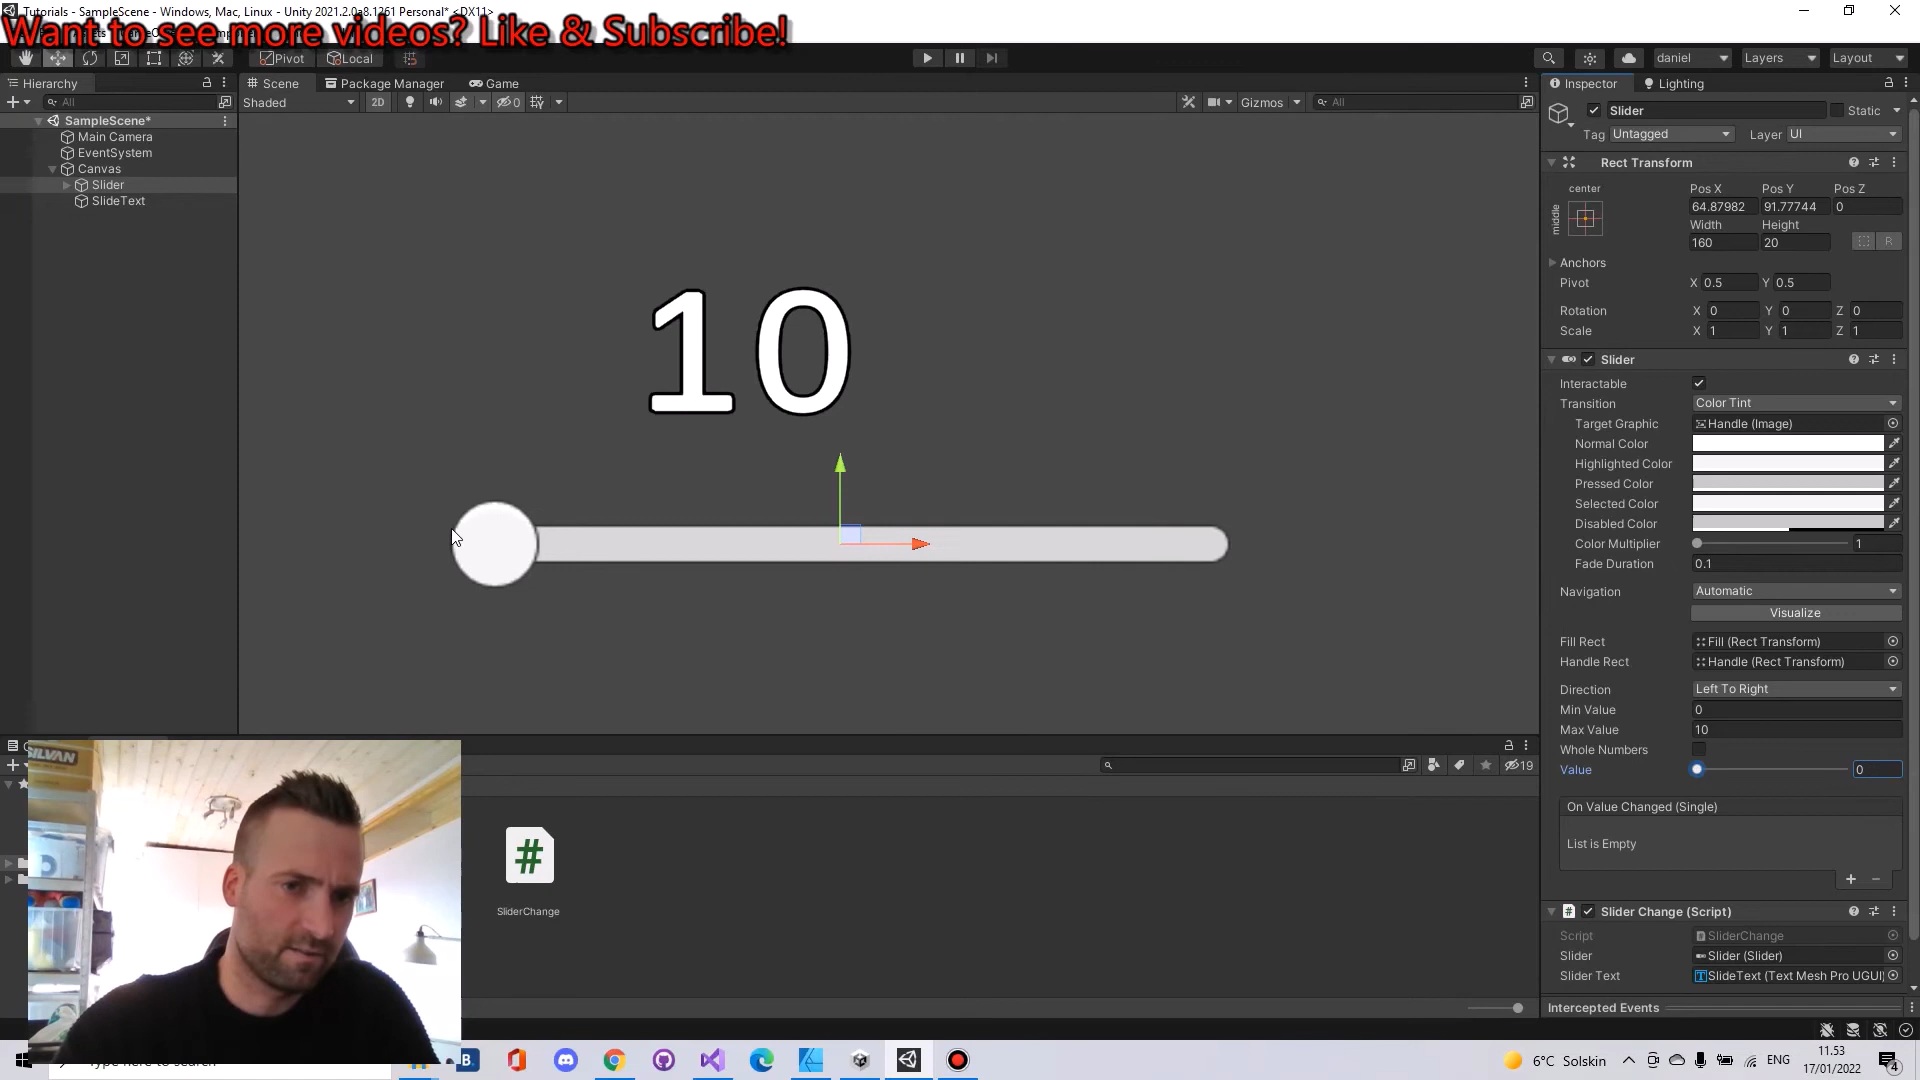 Tutorials - SampleScene - Windows, Mac, Linux - Unity 2021.2.0a8.1261 Personal* <DX11>
Want to see more videos? Like & Subscribe!
Pivot Local daniel Layers Layout
Hierarchy Scene Package Manager Game Inspector Lighting
All Shaded 2D 0 Gizmos All
SampleScene*
Main Camera
EventSystem
Canvas
Slider
SlideText
10
Slider Static
Tag Untagged Layer UI
Rect Transform
center Pos X Pos Y Pos Z
middle 64.87982 91.77744 0
Width Height
160 20 R
Anchors
Pivot X 0.5 Y 0.5
Rotation X 0 Y 0 Z 0
Scale X 1 Y 1 Z 1
Slider
Interactable
Transition Color Tint
Target Graphic Handle (Image)
Normal Color
Highlighted Color
Pressed Color
Selected Color
Disabled Color
Color Multiplier 1
Fade Duration 0.1
Navigation Automatic
Visualize
Fill Rect Fill (Rect Transform)
Handle Rect Handle (Rect Transform)
Direction Left To Right
Min Value 0
Max Value 10
Whole Numbers
Value 0
On Value Changed (Single)
List is Empty
Slider Change (Script)
Script SliderChange
Slider Slider (Slider)
Slider Text SlideText (Text Mesh Pro UGUI)
Intercepted Events
19
#
SliderChange
SILVAN
B.
6°C Solskin ENG 11.53
17/01/2022 4